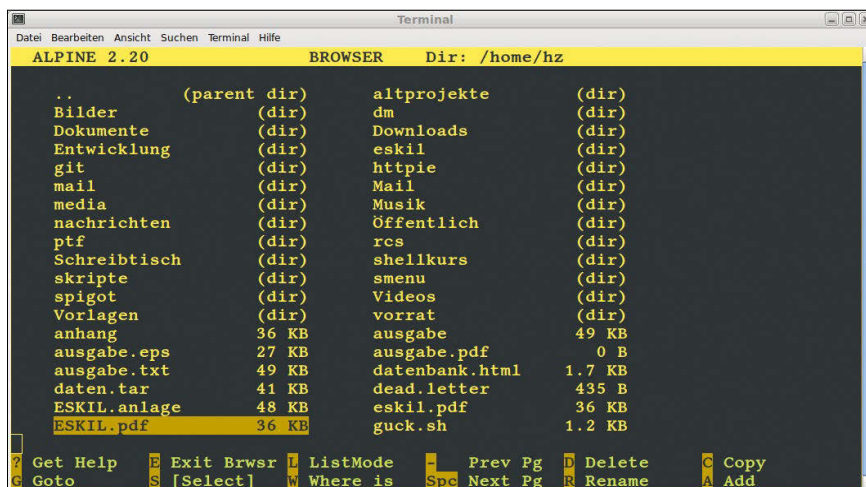 Terminal
Datei Bearbeiten Ansicht Suchen Terminal Hilfe
ALPINE 2.20 BROWSER Dir: /home/hz
.. (parent dir) altprojekte (dir)
Bilder (dir) dm (dir)
Dokumente (dir) Downloads (dir)
Entwicklung (dir) eskil (dir)
git (dir) httpie (dir)
mail (dir) Mail (dir)
media (dir) Musik (dir)
nachrichten (dir) Öffentlich (dir)
ptf (dir) rcs (dir)
Schreibtisch (dir) shellkurs (dir)
skripte (dir) smenu (dir)
spigot (dir) Videos (dir)
Vorlagen (dir) vorrat (dir)
anhang 36 KB ausgabe 49 KB
ausgabe.eps 27 KB ausgabe.pdf 0 B
ausgabe.txt 49 KB datenbank.html 1.7 KB
daten.tar 41 KB dead.letter 435 B
ESKIL.anlage 48 KB eskil.pdf 36 KB
ESKIL.pdf 36 KB guck.sh 1.2 KB
? Get Help E Exit Brwsr L ListMode - Prev Pg D Delete C Copy
G Goto S [Select] W Where is Spc Next Pg R Rename A Add